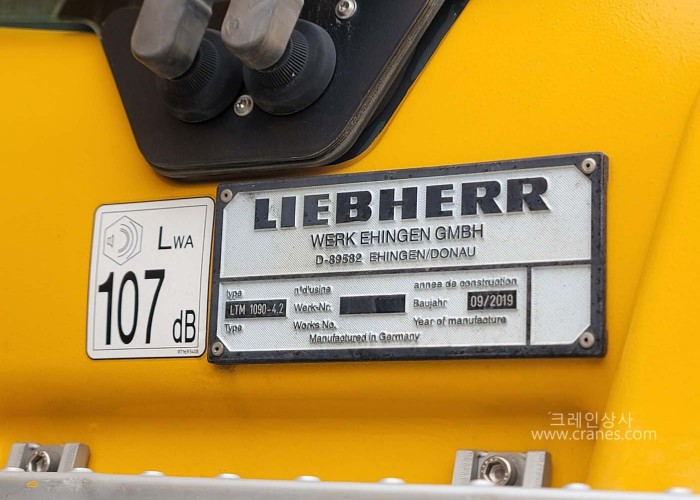 LWA
107 dB
LIEBHERR
WERK EHINGEN GMBH
D-89582 EHINGEN/DONAU
type
LTM 1090-4.2
Type
n°d'usine
Werk-Nr.
Works No.
annee de construction
Baujahr 09/2019
Year of manufacture
Manufactured in Germany
크레인상사
www.cranes.com